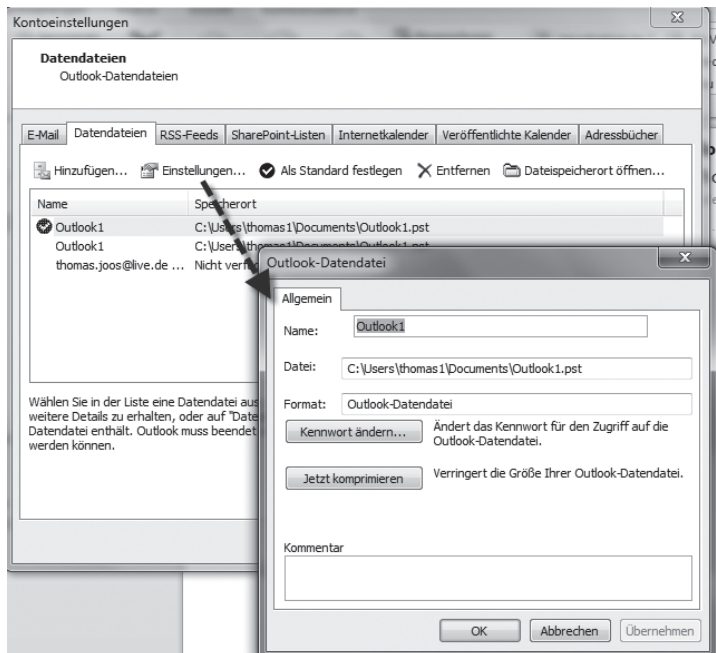 Kontoeinstellungen
Datendateien
Outlook-Datendateien
E-Mail Datendateien RSS-Feeds SharePoint-Listen Internetkalender Veröffentlichte Kalender Adressbücher
Hinzufügen... Einstellungen... Als Standard festlegen Entfernen Dateispeicherort öffnen...
Name Speicherort
Outlook1 C:\Users\thomas1\Documents\Outlook1.pst
Outlook1 C:\Users\thomas1\Documents\Outlook1.pst
thomas.joos@live.de ... Nicht
Wählen Sie in der Liste eine Datendatei aus
weitere Details zu erhalten, oder auf "Date
Datendatei enthält. Outlook muss beendet
werden können.
Outlook-Datendatei
Allgemein
Name: Outlook1
Datei: C:\Users\thomas1\Documents\Outlook1.pst
Format: Outlook-Datendatei
Kennwort ändern... Ändert das Kennwort für den Zugriff auf die
Outlook-Datendatei.
Jetzt komprimieren Verringert die Größe Ihrer Outlook-Datendatei.
Kommentar
OK Abbrechen Übernehmen